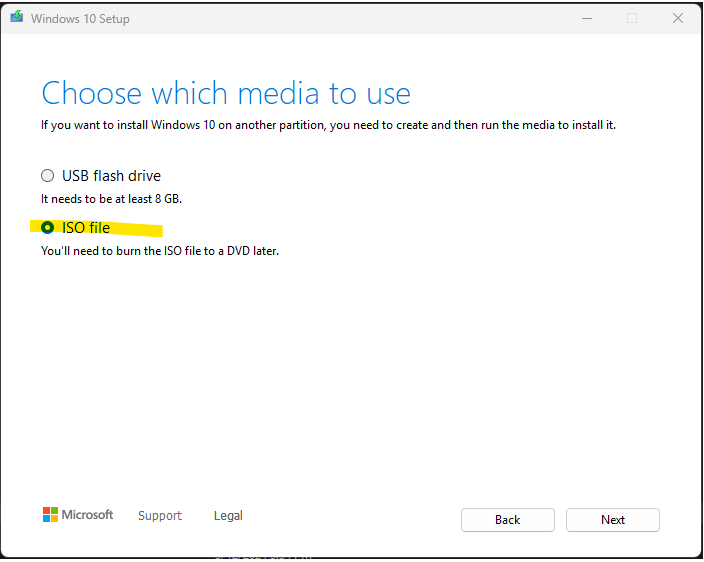 Windows 10 Setup
Choose which media to use
If you want to install Windows 10 on another partition, you need to create and then run the media to install it.
USB flash drive
It needs to be at least 8 GB.
ISO file
You'll need to burn the ISO file to a DVD later.
Microsoft Support Legal Back Next